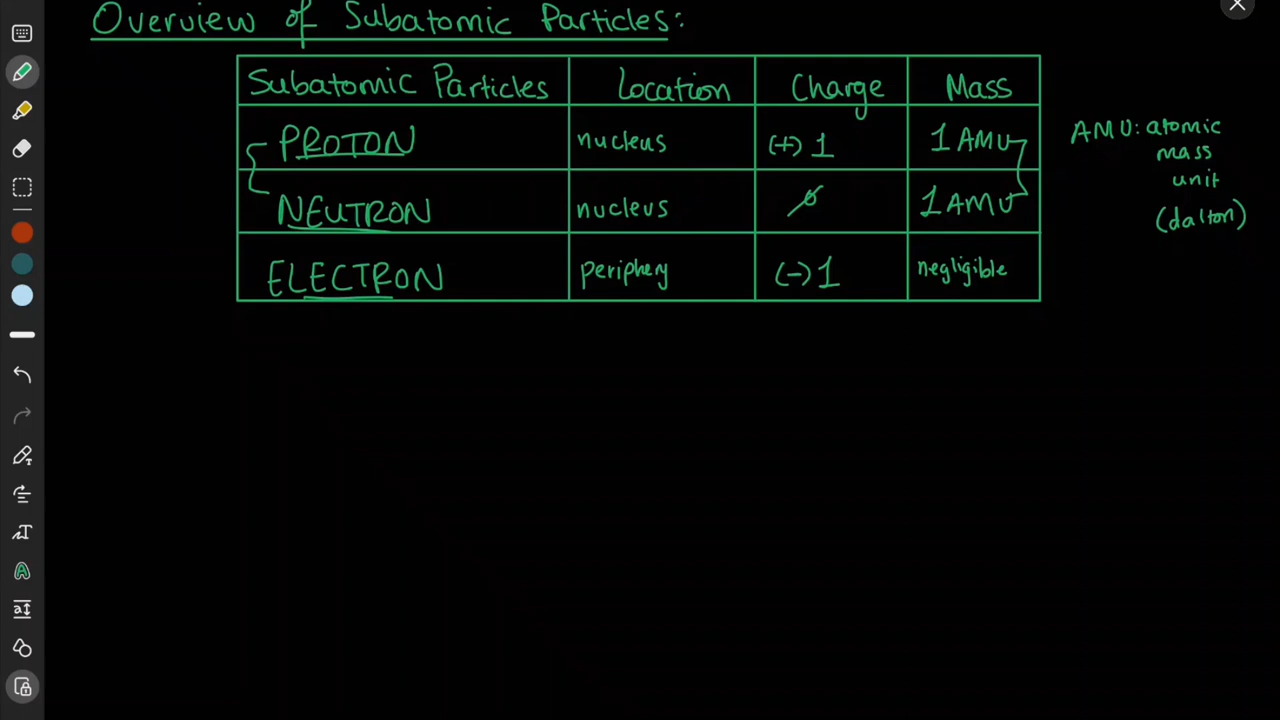 Overview of Subatomic Particles:
Subatomic Particles Location Charge Mass
PROTON nucleus (+) 1 1 AMU
NEUTRON nucleus 0 1 AMU
ELECTRON periphery (-) 1 negligible
AMU: atomic
mass
unit
(dalton)